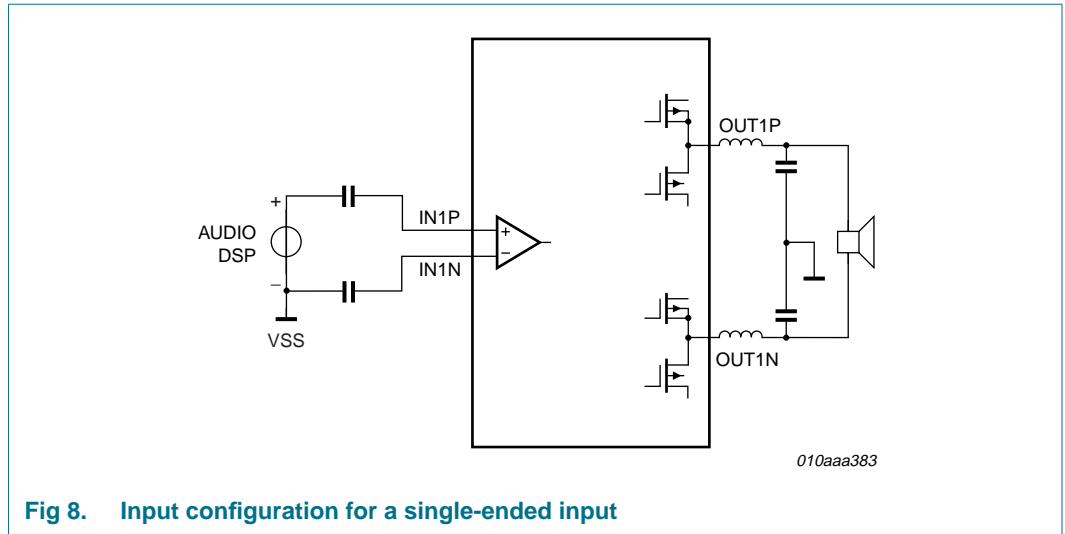 OUT1P
+
IN1P
AUDIO
DSP
+
−
IN1N
−
VSS
OUT1N
010aaa383
Fig 8. Input configuration for a single-ended input